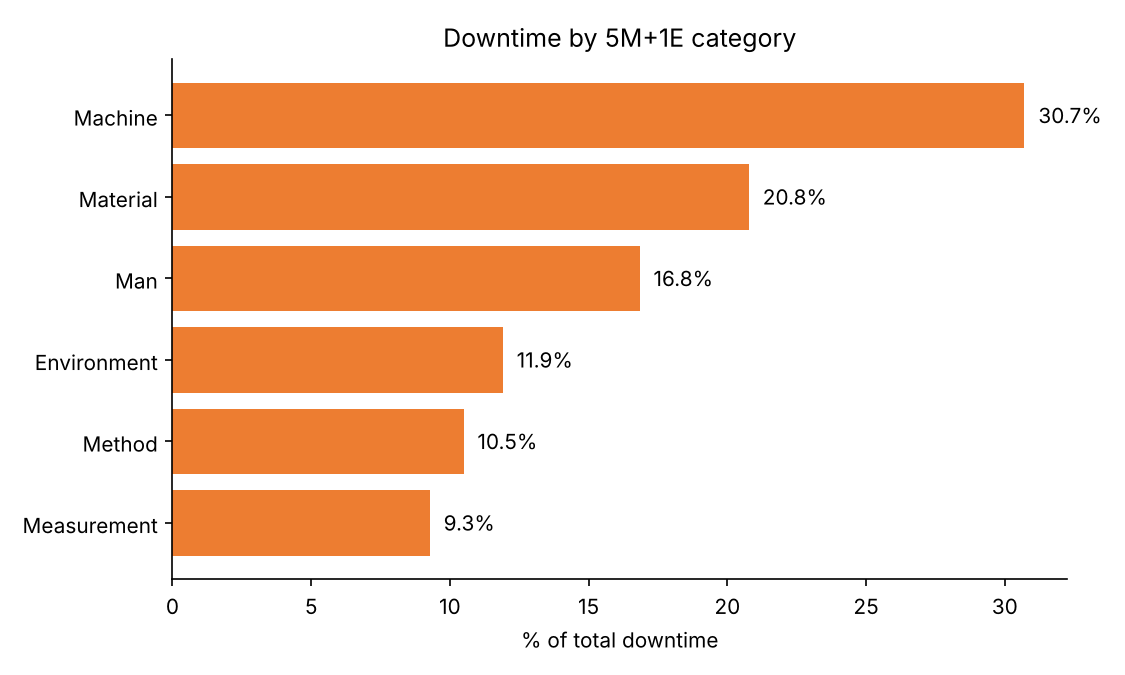 Downtime by 5M+1E category
Machine 30.7%
Material 20.8%
Man 16.8%
Environment 11.9%
Method 10.5%
Measurement 9.3%
0 5 10 15 20 25 30
% of total downtime